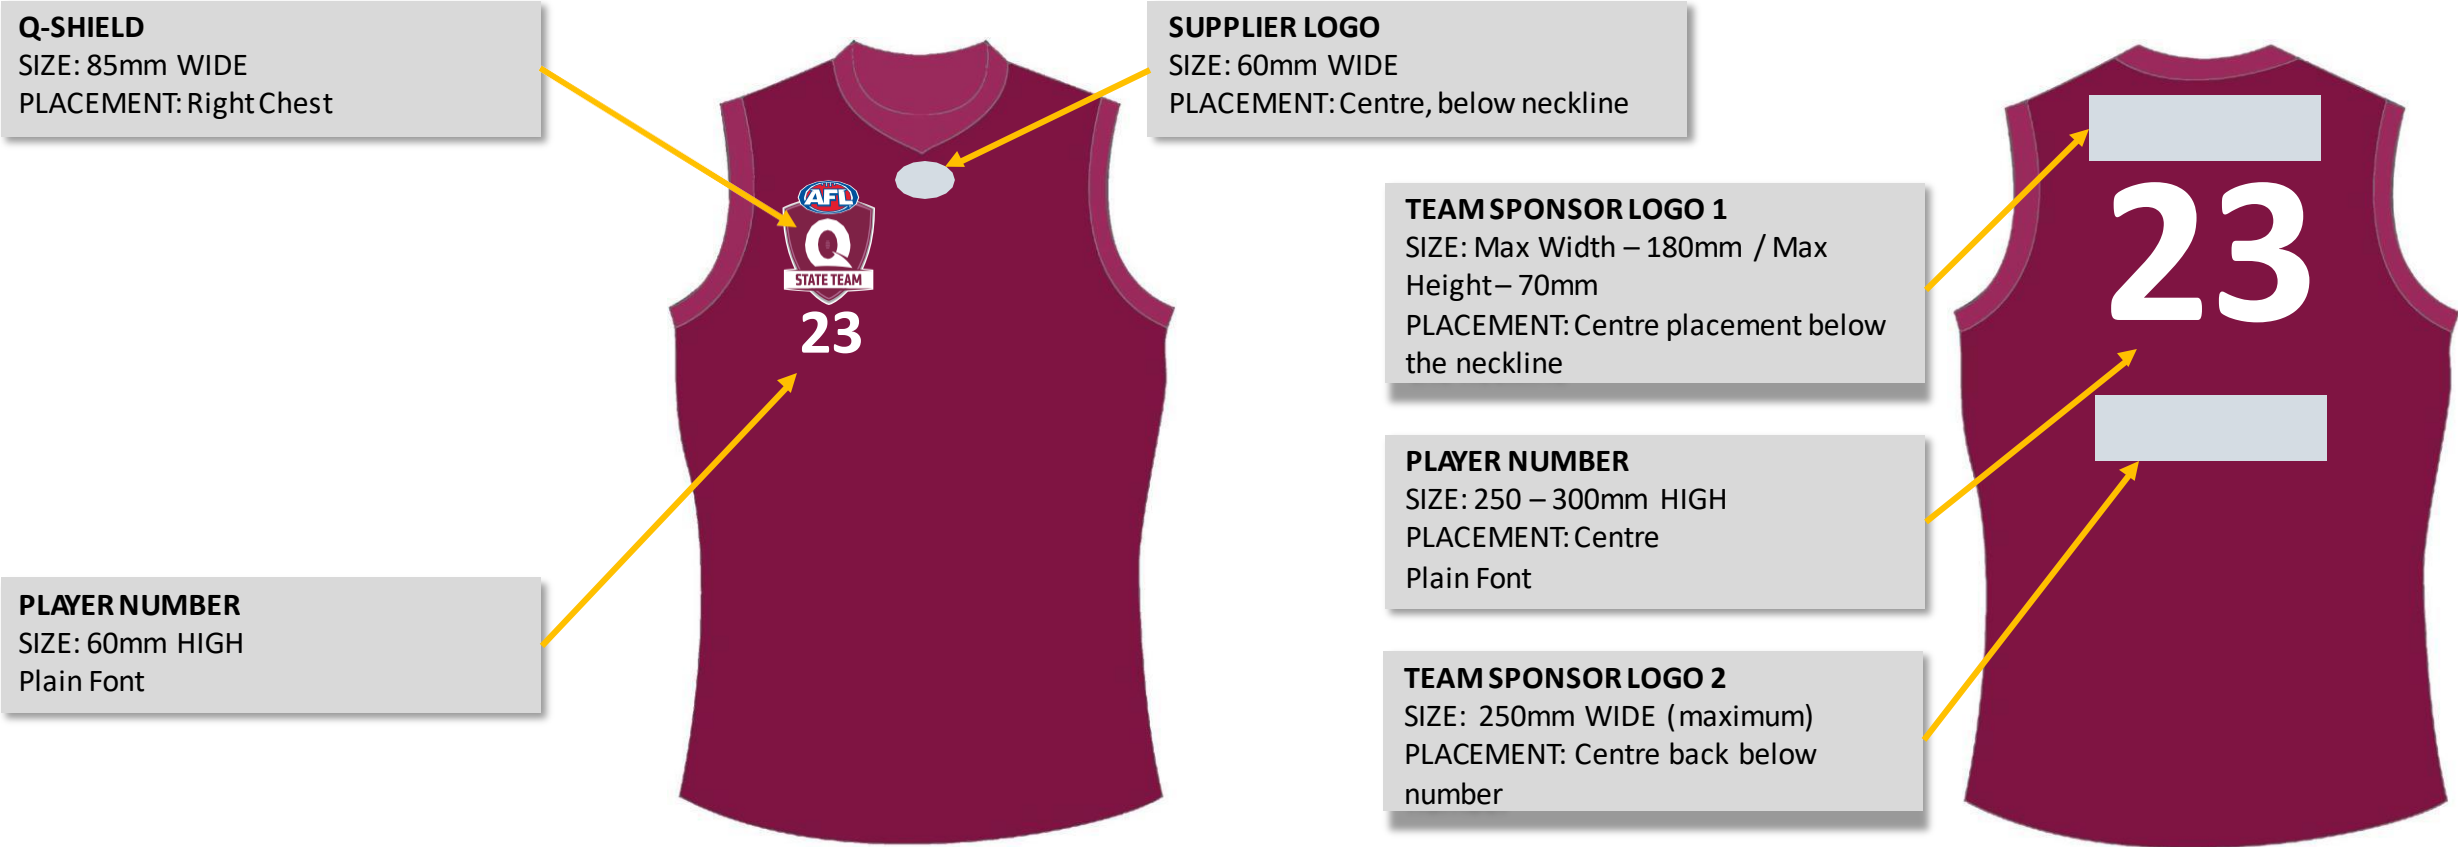 Q-SHIELD
SIZE: 85mm WIDE
PLACEMENT: Right Chest
SUPPLIER LOGO
SIZE: 60mm WIDE
PLACEMENT: Centre, below neckline
AFL
Q
STATE TEAM
23
PLAYER NUMBER
SIZE: 60mm HIGH
Plain Font
TEAM SPONSOR LOGO 1
SIZE: Max Width – 180mm / Max
Height – 70mm
PLACEMENT: Centre placement below
the neckline
23
PLAYER NUMBER
SIZE: 250 – 300mm HIGH
PLACEMENT: Centre
Plain Font
TEAM SPONSOR LOGO 2
SIZE: 250mm WIDE (maximum)
PLACEMENT: Centre back below
number